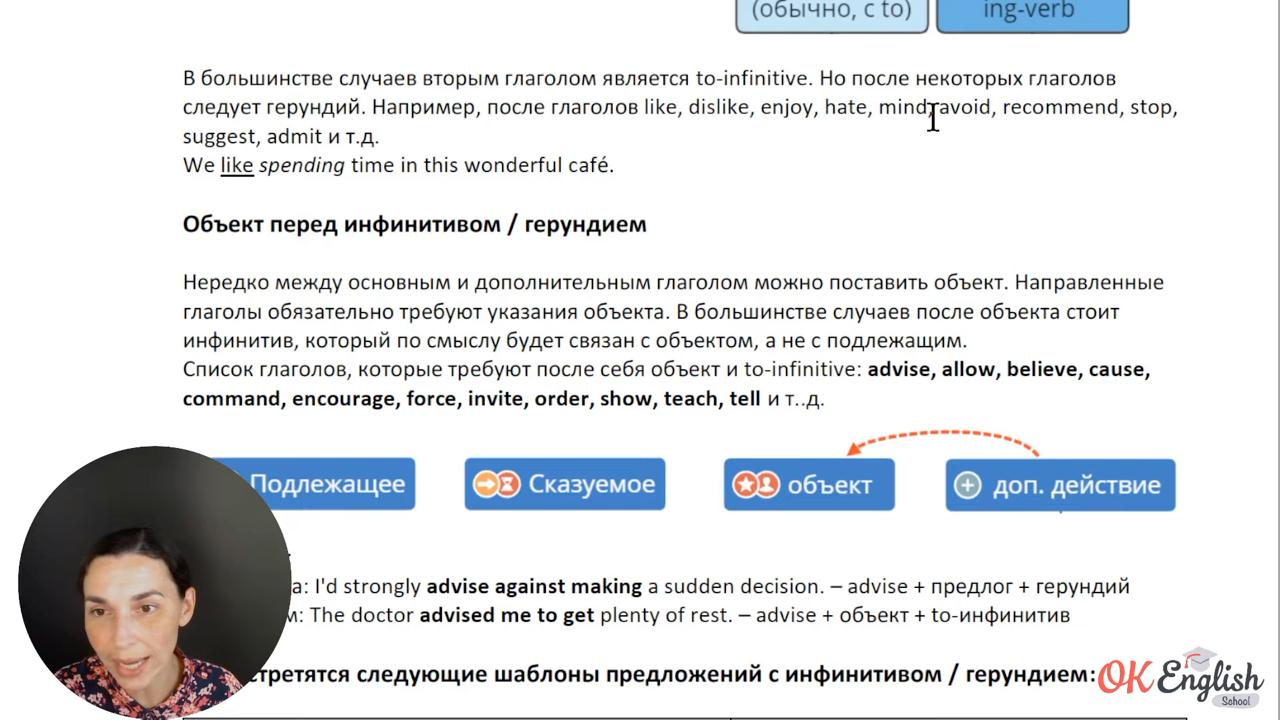 (обычно, с to)
ing-verb
В большинстве случаев вторым глаголом является to-infinitive. Но после некоторых глаголов
следует герундий. Например, после глаголов like, dislike, enjoy, hate, mind, avoid, recommend, stop,
suggest, admit и т.д.
We like spending time in this wonderful café.
Объект перед инфинитивом / герундием
Нередко между основным и дополнительным глаголом можно поставить объект. Направленные
глаголы обязательно требуют указания объекта. В большинстве случаев после объекта стоит
инфинитив, который по смыслу будет связан с объектом, а не с подлежащим.
Список глаголов, которые требуют после себя объект и to-infinitive: advise, allow, believe, cause,
command, encourage, force, invite, order, show, teach, tell и т..д.
Подлежащее
Сказуемое
объект
доп. действие
I'd strongly advise against making a sudden decision. – advise + предлог + герундий
The doctor advised me to get plenty of rest. – advise + объект + to-инфинитив
следующие шаблоны предложений с инфинитивом / герундием:
OK English
School